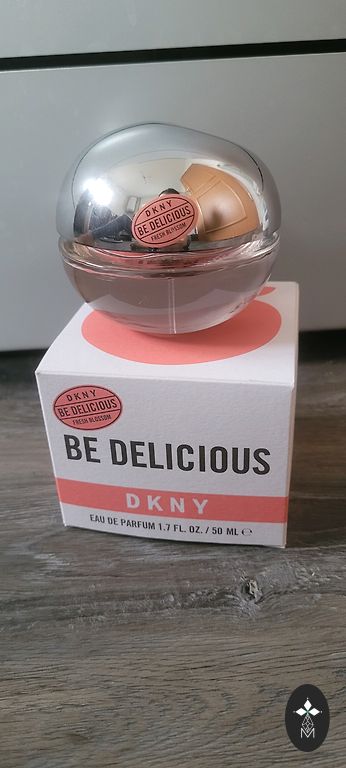 DKNY
BE DELICIOUS
FRESH BLOSSOM
DKNY
BE DELICIOUS
FRESH BLOSSOM
BE DELICIOUS
DKNY
EAU DE PARFUM 1.7 FL. OZ. / 50 ML ℮
M